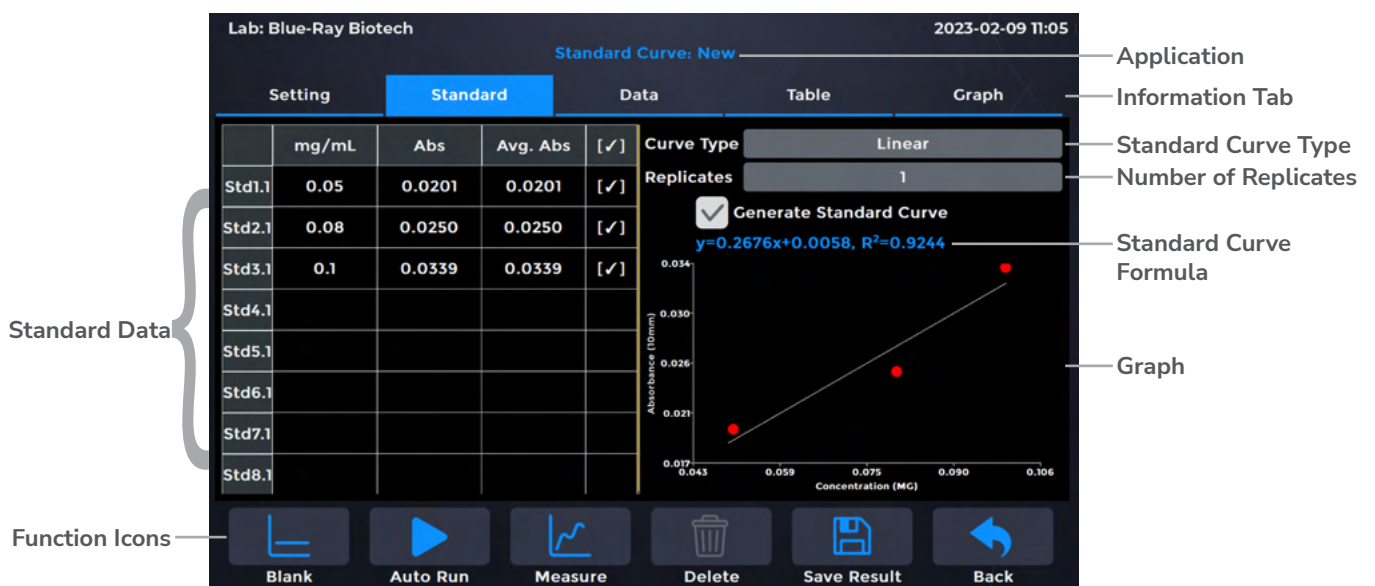 Lab: Blue-Ray Biotech 2023-02-09 11:05
Standard Curve: New
Application
Setting Standard Data Table Graph
Information Tab
mg/mL Abs Avg. Abs [✓]
Std1.1 0.05 0.0201 0.0201 [✓]
Std2.1 0.08 0.0250 0.0250 [✓]
Std3.1 0.1 0.0339 0.0339 [✓]
Std4.1
Std5.1
Std6.1
Std7.1
Std8.1
Standard Data
Curve Type Linear
Standard Curve Type
Replicates 1
Number of Replicates
Generate Standard Curve
y=0.2676x+0.0058, R²=0.9244
Standard Curve
Formula
0.034
0.030
0.026
0.021
0.017
Absorbance (10mm)
Graph
0.043 0.059 0.075 0.090 0.106
Concentration (MG)
Function Icons
Blank Auto Run Measure Delete Save Result Back